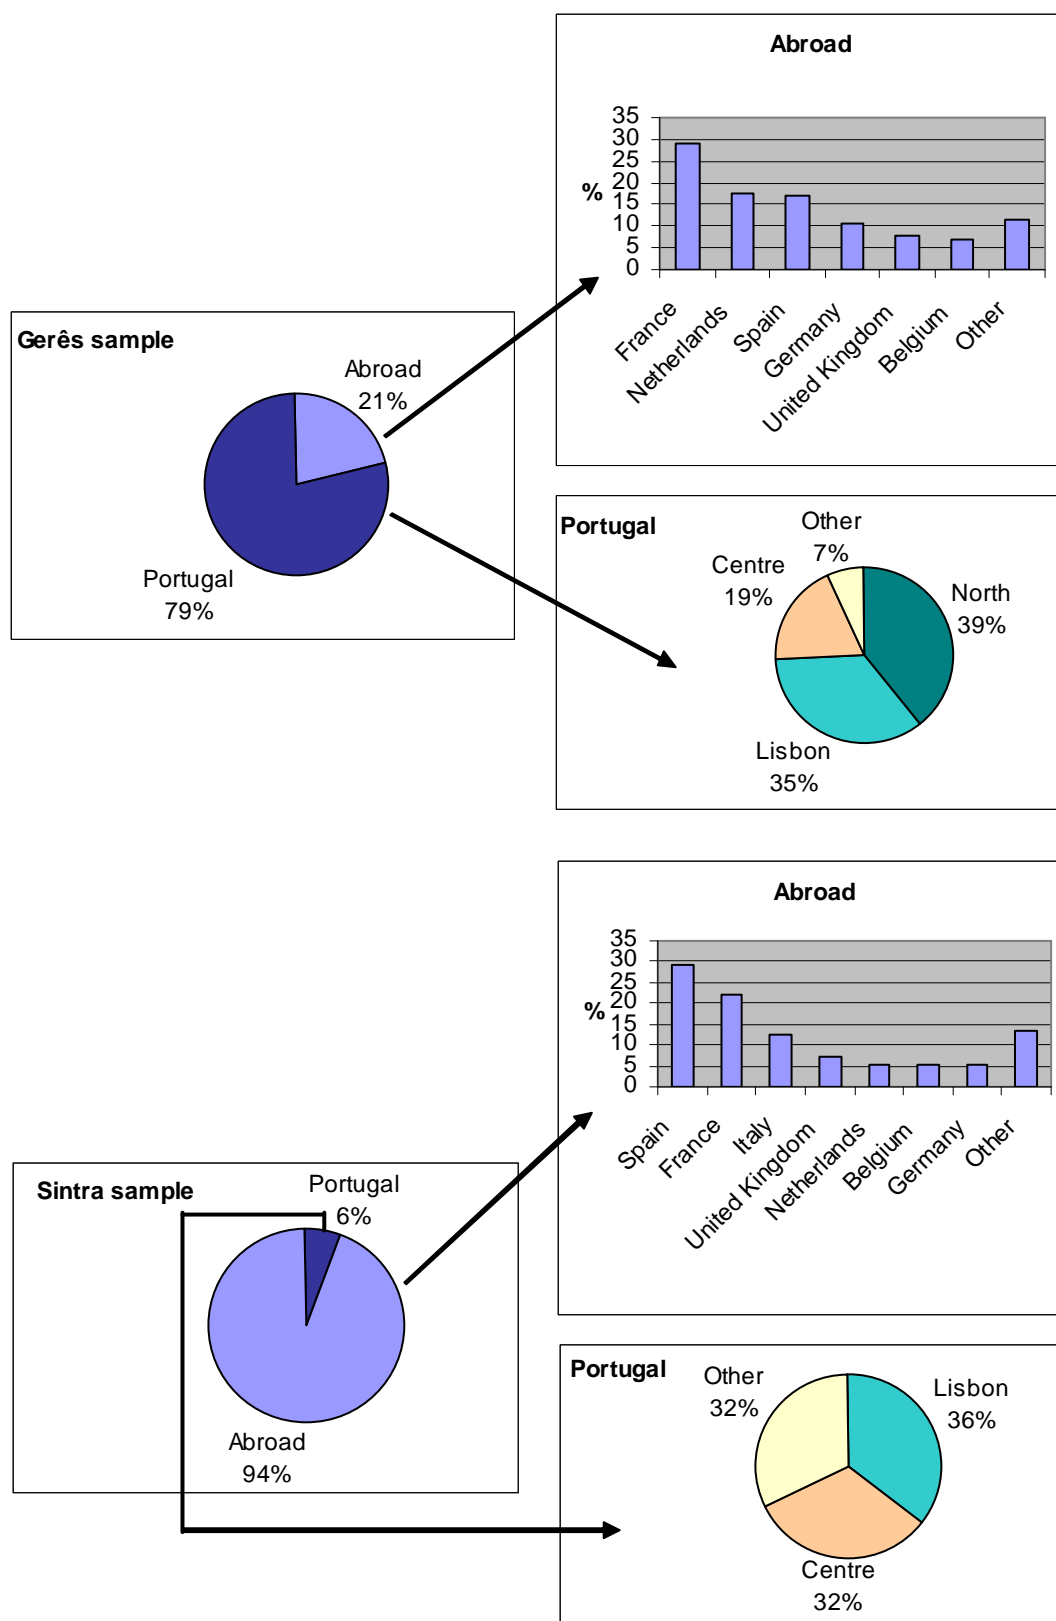 Abroad
35
30
25
20
15
10
5
0
%
France
Netherlands
Spain
Germany
United Kingdom
Belgium
Other
Gerês sample
Abroad
21%
Portugal
79%
Portugal
Other
7%
Centre
19%
North
39%
Lisbon
35%
Abroad
35
30
25
20
15
10
5
0
%
Spain
France
Italy
United Kingdom
Netherlands
Belgium
Germany
Other
Sintra sample
Portugal
6%
Abroad
94%
Portugal
Other
32%
Lisbon
36%
Centre
32%